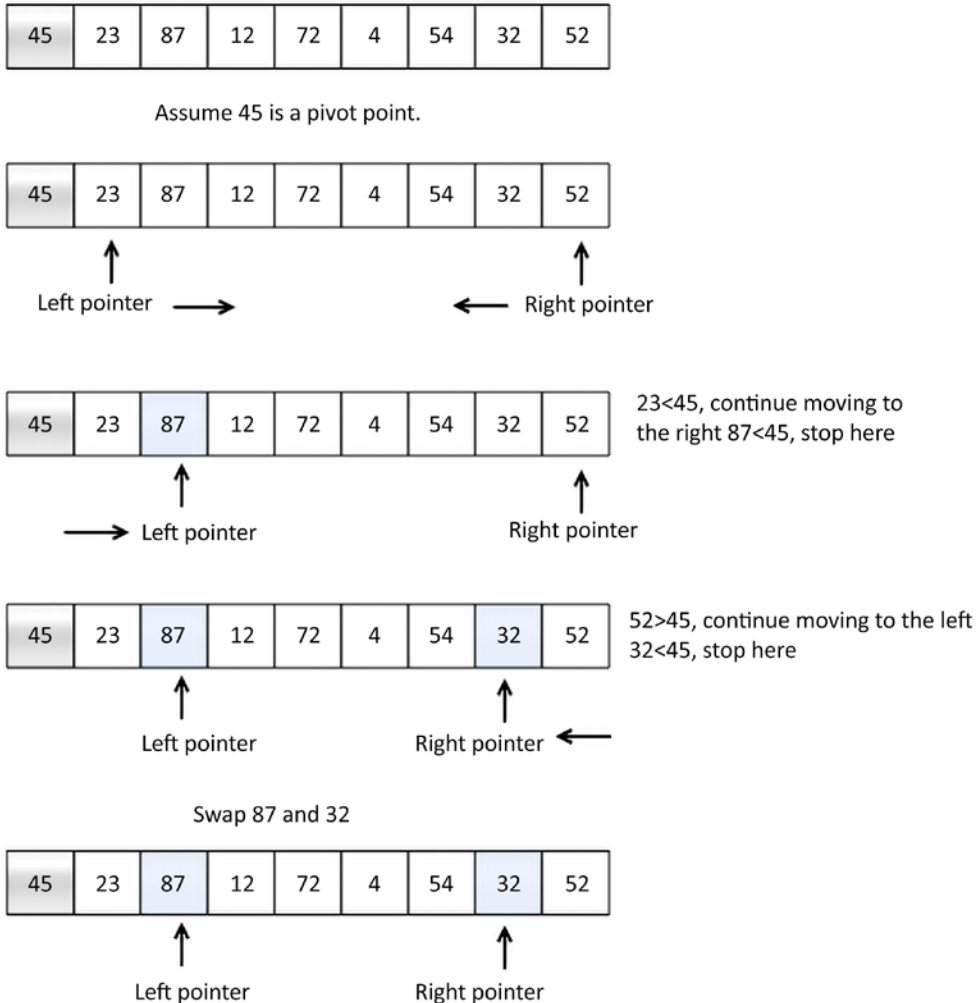 45 23 87 12 72 4 54 32 52
Assume 45 is a pivot point.
45 23 87 12 72 4 54 32 52
Left pointer Right pointer
45 23 87 12 72 4 54 32 52
23<45, continue moving to
the right 87<45, stop here
Left pointer Right pointer
45 23 87 12 72 4 54 32 52
52>45, continue moving to the left
32<45, stop here
Left pointer Right pointer
Swap 87 and 32
45 23 87 12 72 4 54 32 52
Left pointer Right pointer